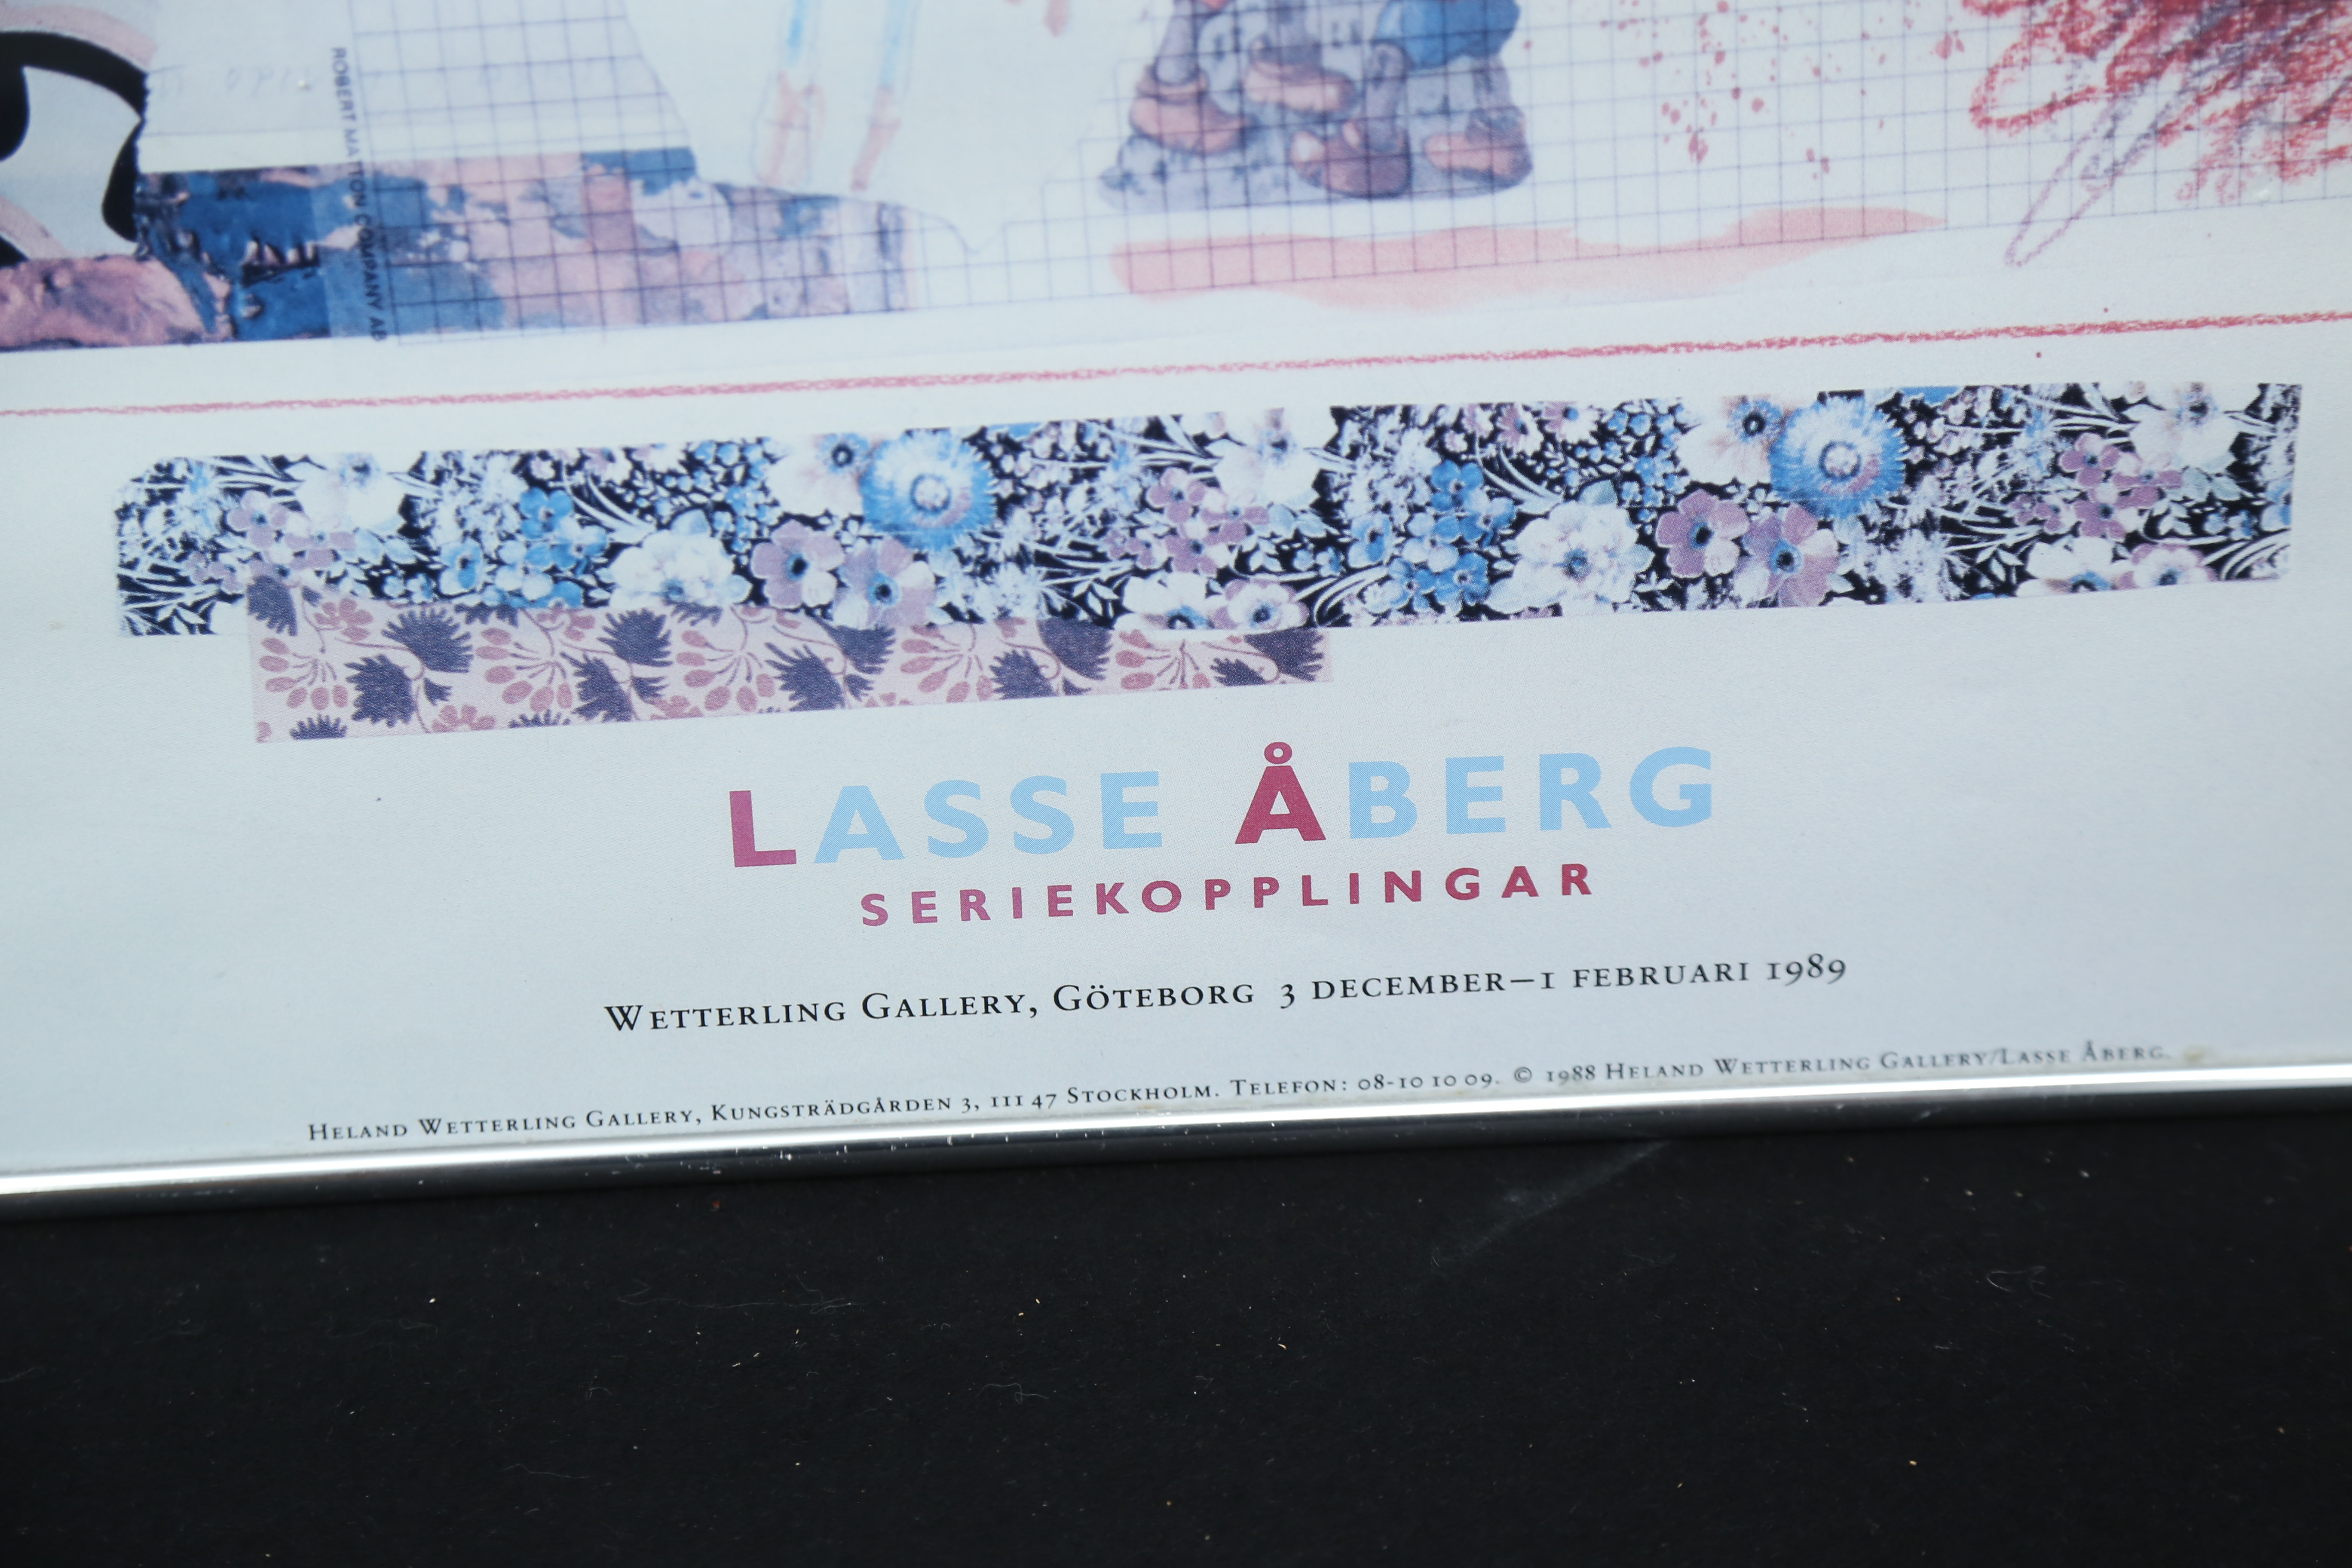 ROBERT MATTON COMPANY AB
LASSE ÅBERG
SERIEKOPPLINGAR
WETTERLING GALLERY, GÖTEBORG 3 DECEMBER–1 FEBRUARI 1989
HELAND WETTERLING GALLERY, KUNGSTRÄDGÅRDEN 3, 111 47 STOCKHOLM. TELEFON: 08-10 10 09. © 1988 HELAND WETTERLING GALLERY/LASSE ÅBERG.